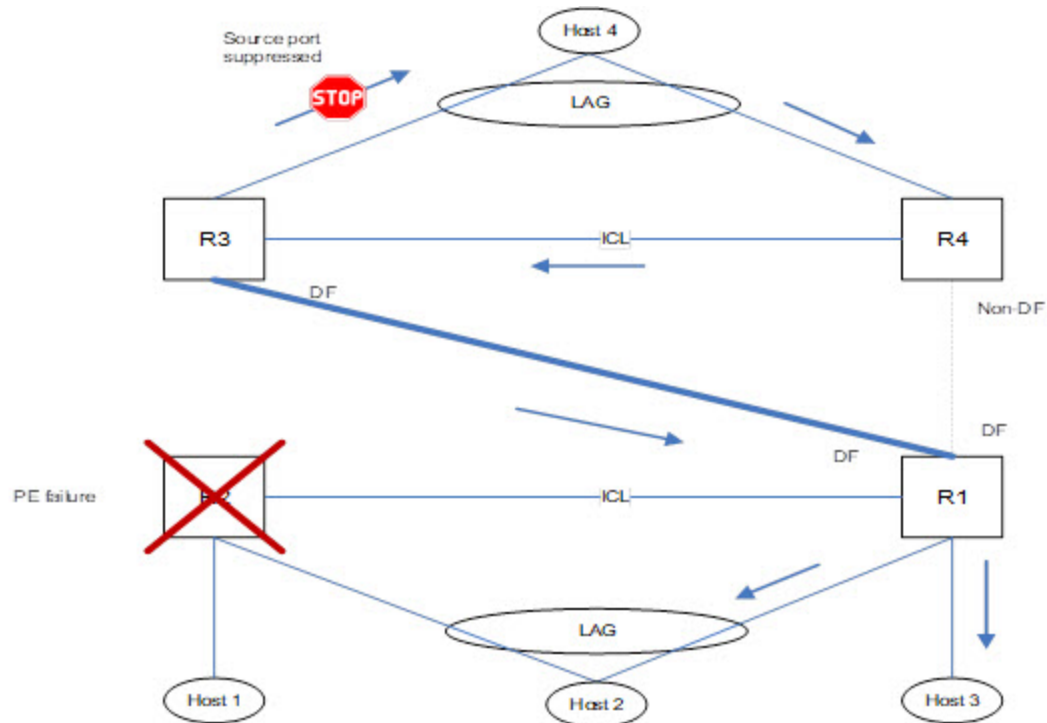 Host 4
Source port
suppressed
STOP
LAG
R3
ICL
R4
DF
Non-DF
DF
DF
PE failure
ICL
R1
LAG
Host 1
Host 2
Host 3